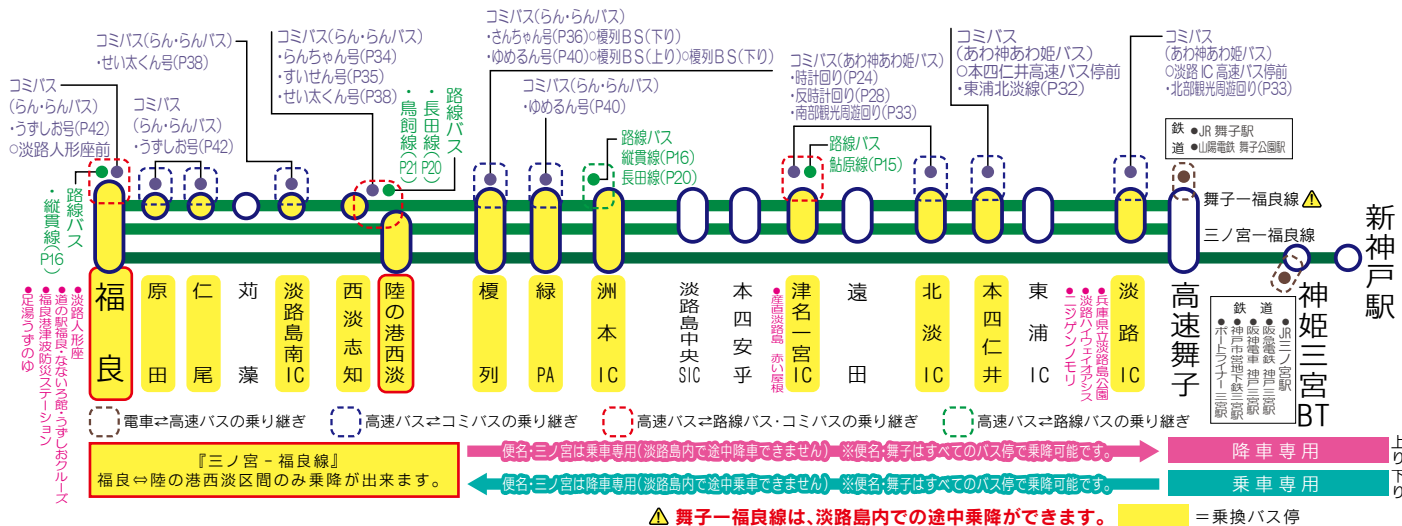 コミバス
(らん・らんバス)
・うずしお号(P42)
○淡路人形座前
コミバス(らん・らんバス)
・せい太くん号(P38)
コミバス
(らん・らんバス)
・うずしお号(P42)
コミバス(らん・らんバス)
・らんちゃん号(P34)
・すいせん号(P35)
・せい太くん号(P38)
路線バス
・長田線(P20)
・鳥飼線(P21)
コミバス(らん・らんバス)
・さんちゃん号(P36)○榎列BS(下り)
・ゆめるん号(P40)○榎列BS(上り)○榎列BS(下り)
コミバス(らん・らんバス)
・ゆめるん号(P40)
路線バス
縦貫線(P16)
長田線(P20)
コミバス(あわ神あわ姫バス)
・時計回り(P24)
・反時計回り(P28)
・南部観光周遊回り(P33)
路線バス
鮎原線(P15)
コミバス
(あわ神あわ姫バス)
○本四仁井高速バス停前
・東浦北淡線(P32)
コミバス
(あわ神あわ姫バス)
○淡路IC高速バス停前
・北部観光周遊回り(P33)
鉄道
●JR 舞子駅
●山陽電鉄 舞子公園駅
舞子ー福良線
三ノ宮ー福良線
路線バス
・縦貫線(P16)
福良
原田
仁尾
苅藻
淡路島南IC
西淡志知
陸の港西淡
榎列
緑PA
洲本IC
淡路島中央SIC
本四安乎
津名一宮IC
遠田
北淡IC
本四仁井
東浦IC
淡路IC
高速舞子
神姫三宮BT
新神戸駅
●淡路人形座
●道の駅福良・なないろ館・うずしおクルーズ
●福良港津波防災ステーション
●足湯うずのゆ
●産直淡路島 赤い屋根
●兵庫県立淡路島公園
●淡路ハイウェイオアシス
●ニジゲンノモリ
鉄道
●JR三ノ宮駅
●阪急電鉄 神戸三宮駅
●阪神電車 神戸三宮駅
●神戸市営地下鉄三宮駅
●ポートライナー三宮駅
電車⇄高速バスの乗り継ぎ
高速バス⇄コミバスの乗り継ぎ
高速バス⇄路線バス・コミバスの乗り継ぎ
高速バス⇄路線バスの乗り継ぎ
『三ノ宮 - 福良線』
福良⇔陸の港西淡区間のみ乗降が出来ます。
便名・三ノ宮は乗車専用(淡路島内で途中降車できません) ※便名・舞子はすべてのバス停で乗降可能です。
降車専用
上り
便名・三ノ宮は降車専用(淡路島内で途中乗車できません) ※便名・舞子はすべてのバス停で乗降可能です。
乗車専用
下り
舞子ー福良線は、淡路島内での途中乗降ができます。
=乗換バス停